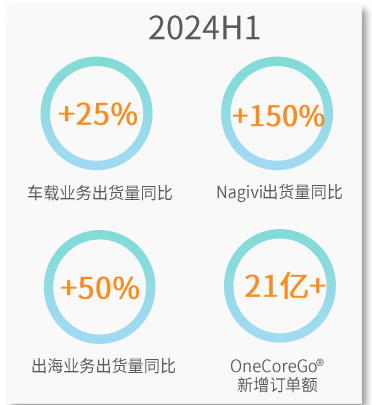 2024H1
+25%
+150%
车载业务出货量同比
Nagivi出货量同比
+50%
21亿+
出海业务出货量同比
OneCoreGo®
新增订单额